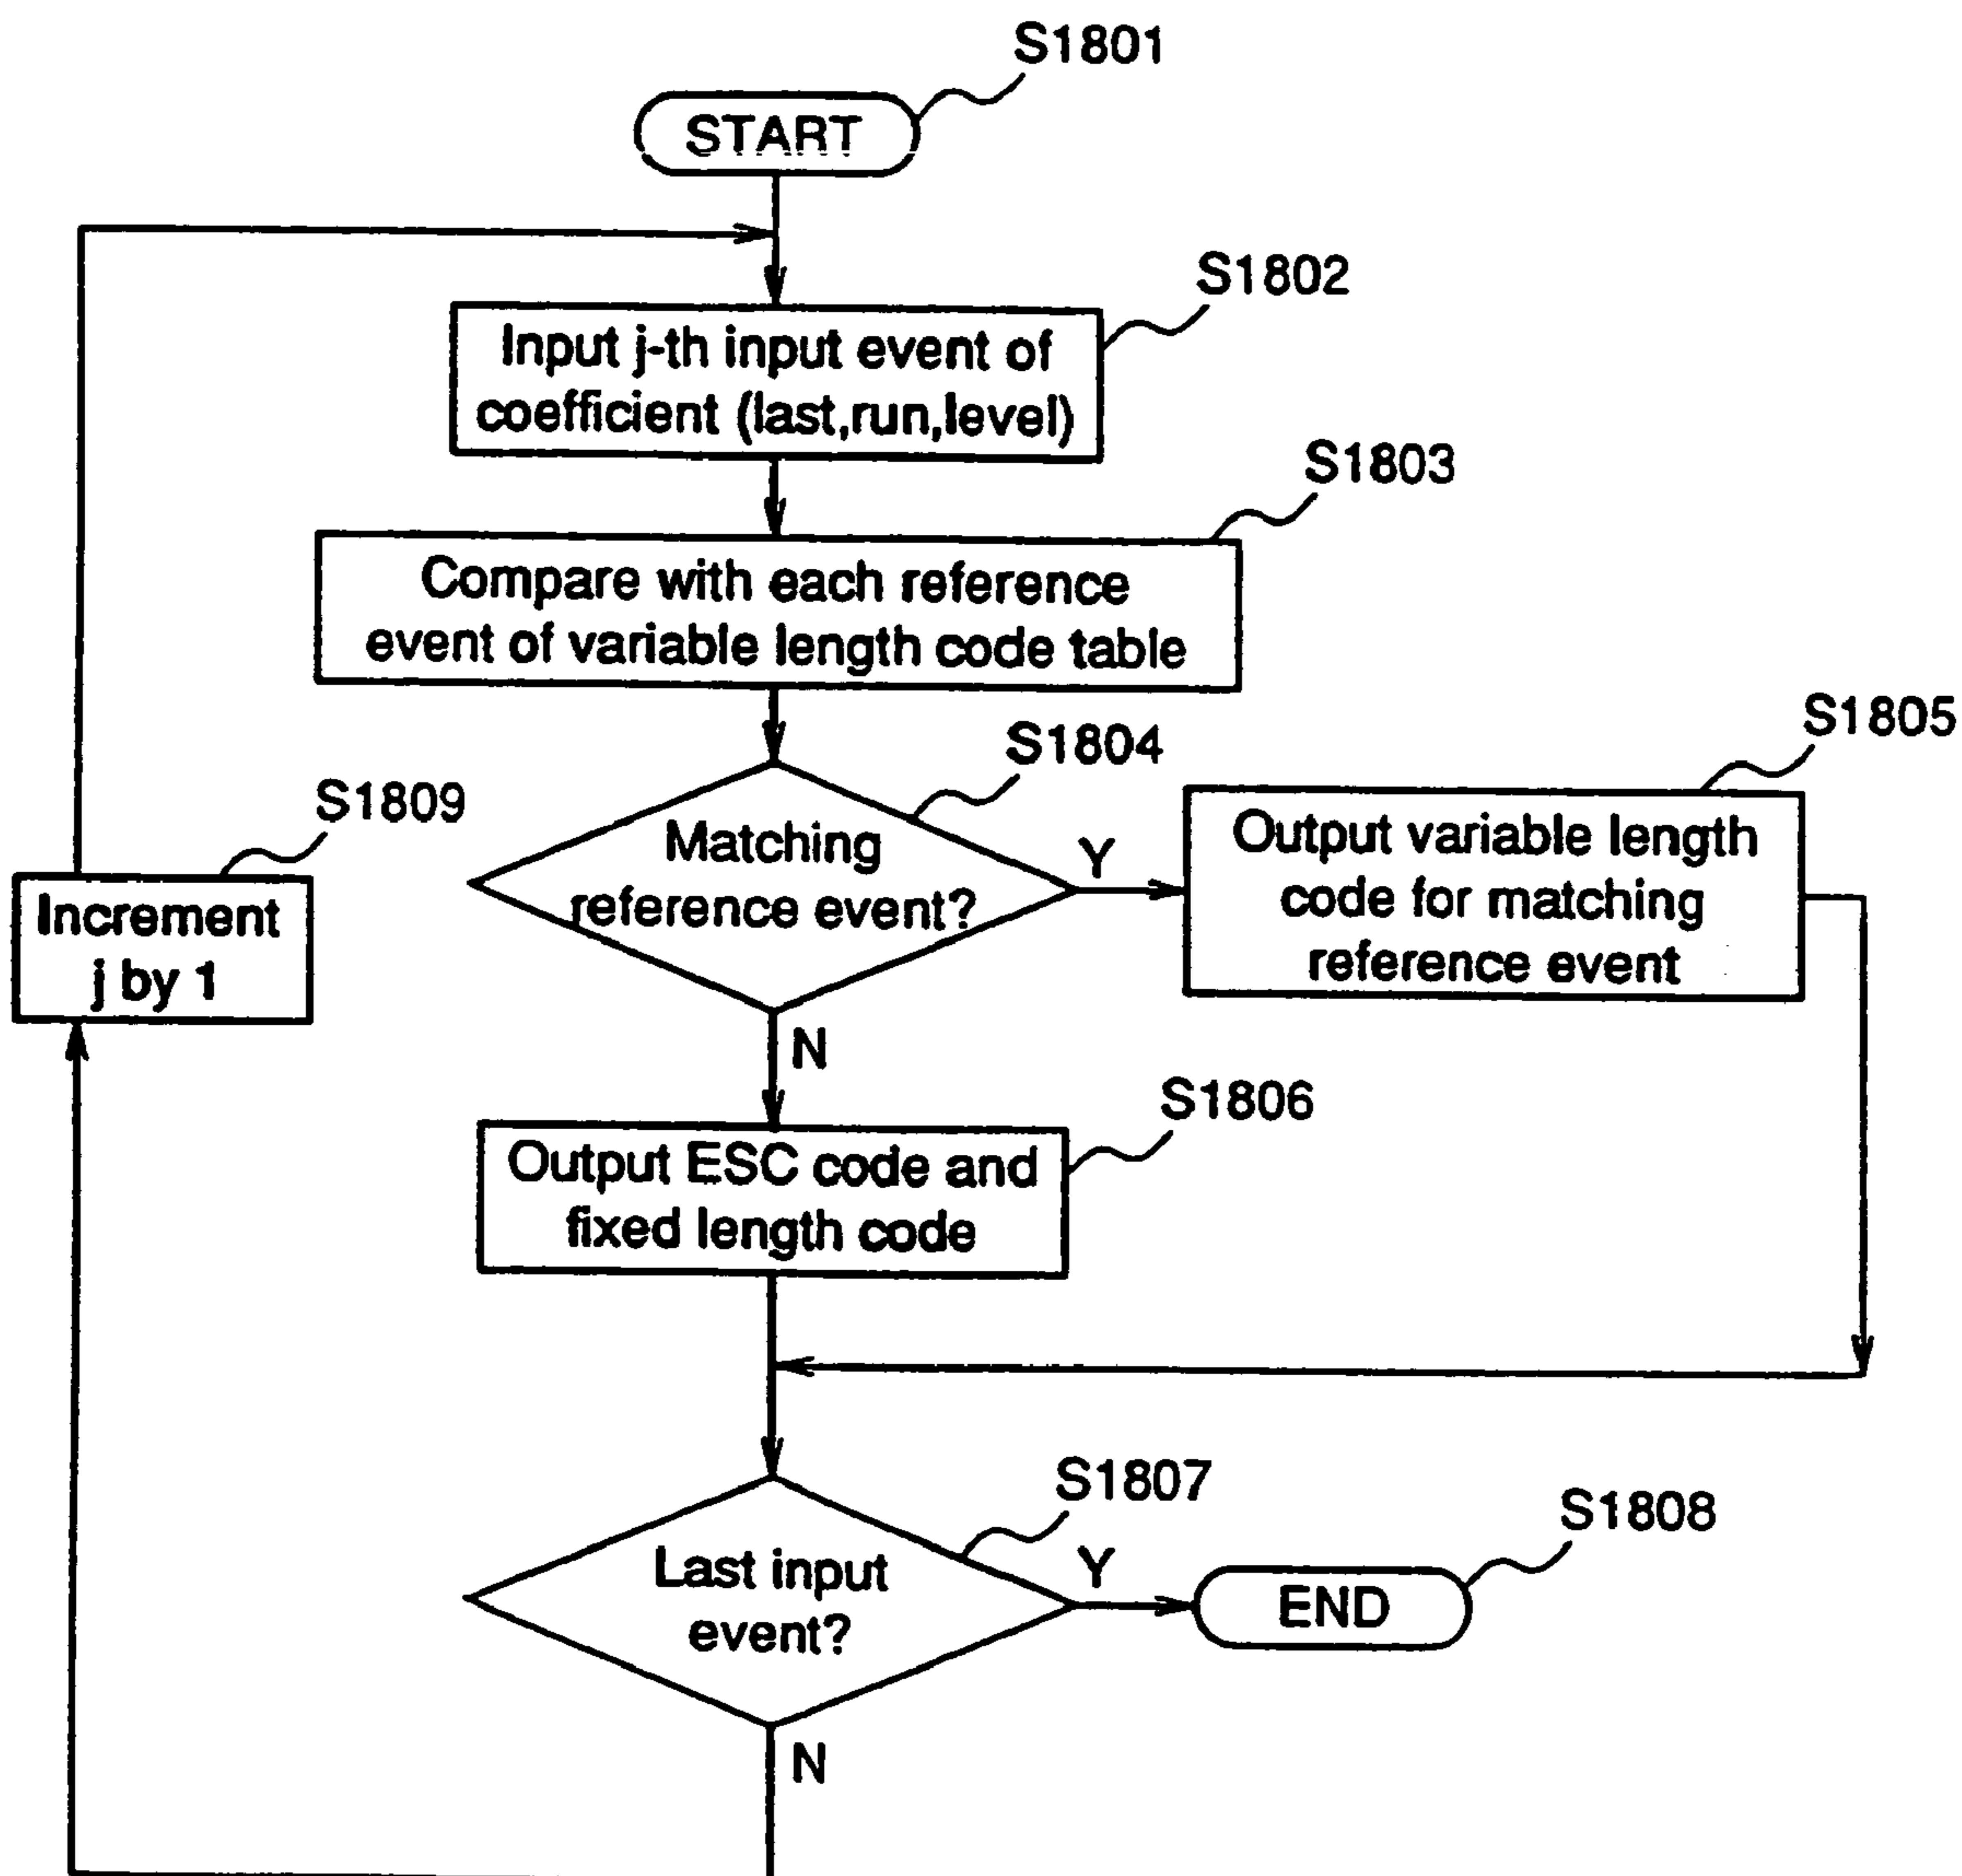 S1801
START
S1802
Input j-th input event of
coefficient (last,run,level)
S1803
Compare with each reference
event of variable length code table
S1804
Matching
reference event?
Y
S1805
Output variable length
code for matching
reference event
S1809
Increment
j by 1
N
S1806
Output ESC code and
fixed length code
S1807
Last input
event?
Y
S1808
END
N